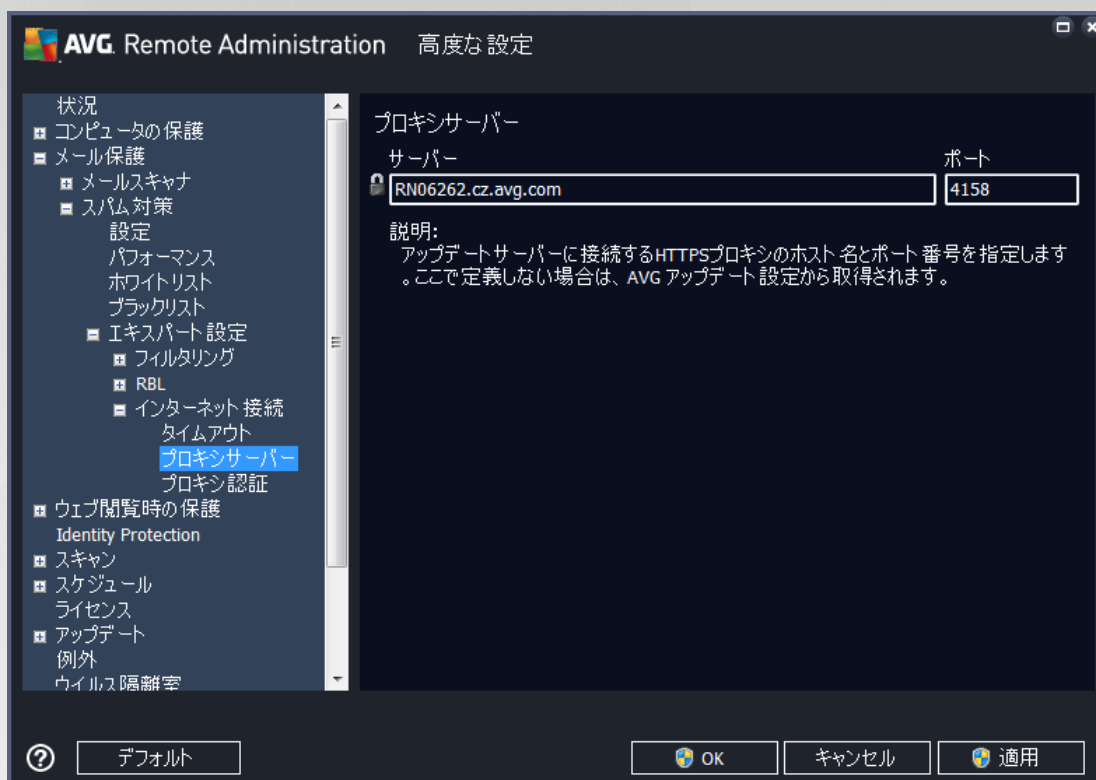 AVG. Remote Administration 高度な設定
状況
コンピュータの保護
メール保護
メールスキャナ
スパム対策
設定
パフォーマンス
ホワイトリスト
ブラックリスト
エキスパート設定
フィルタリング
RBL
インターネット接続
タイムアウト
プロキシサーバー
プロキシ認証
ウェブ閲覧時の保護
Identity Protection
スキャン
スケジュール
ライセンス
アップデート
例外
ウイルス隔離室
プロキシサーバー
サーバー ポート
RN06262.cz.avg.com 4158
説明:
アップデートサーバーに接続するHTTPSプロキシのホスト名とポート番号を指定します
。ここで定義しない場合は、AVG アップデート設定から取得されます。
デフォルト OK キャンセル 適用